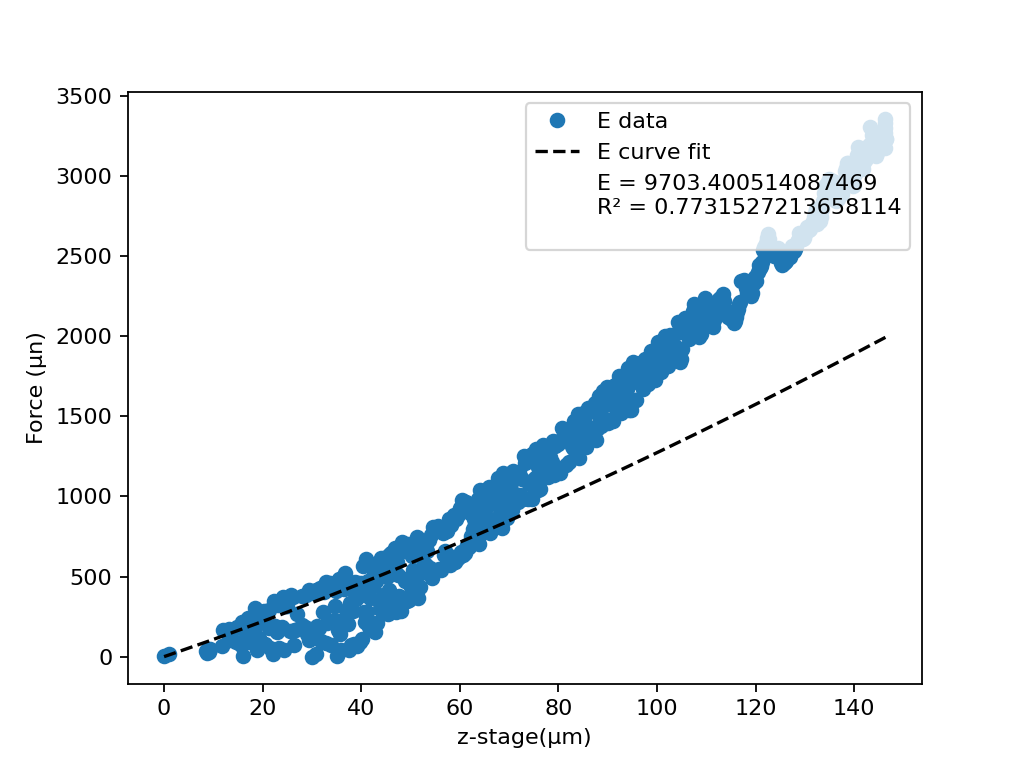 E data
E curve fit
E = 9703.400514087469
R² = 0.7731527213658114
3500
3000
2500
2000
1500
1000
500
0
Force (μn)
0
20
40
60
80
100
120
140
z-stage(μm)